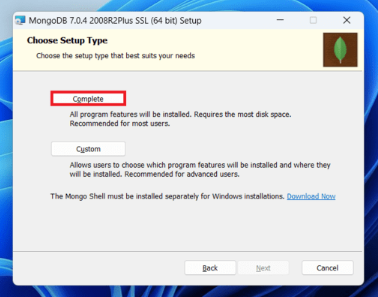 MongoDB 7.0.4 2008R2Plus SSL (64 bit) Setup
Choose Setup Type
Choose the setup type that best suits your needs
Complete
All program features will be installed. Requires the most disk space.
Recommended for most users.
Custom
Allows users to choose which program features will be installed and where they
will be installed. Recommended for advanced users.
The Mongo Shell must be installed separately for Windows installations. Download Now
Back Next Cancel